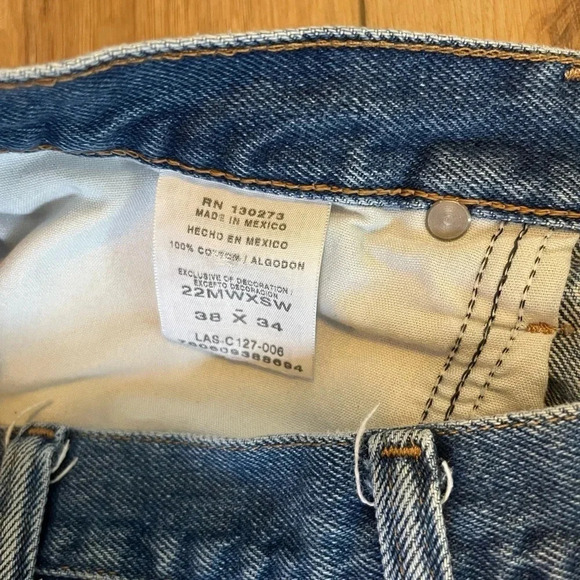 RN 130273
MADE IN MEXICO
HECHO EN MEXICO
100% COTTON / ALGODON
EXCLUSIVE OF DECORATION /
EXCEPTO DECORACION
22MWXSW
38 X 34
LAS-C127-006